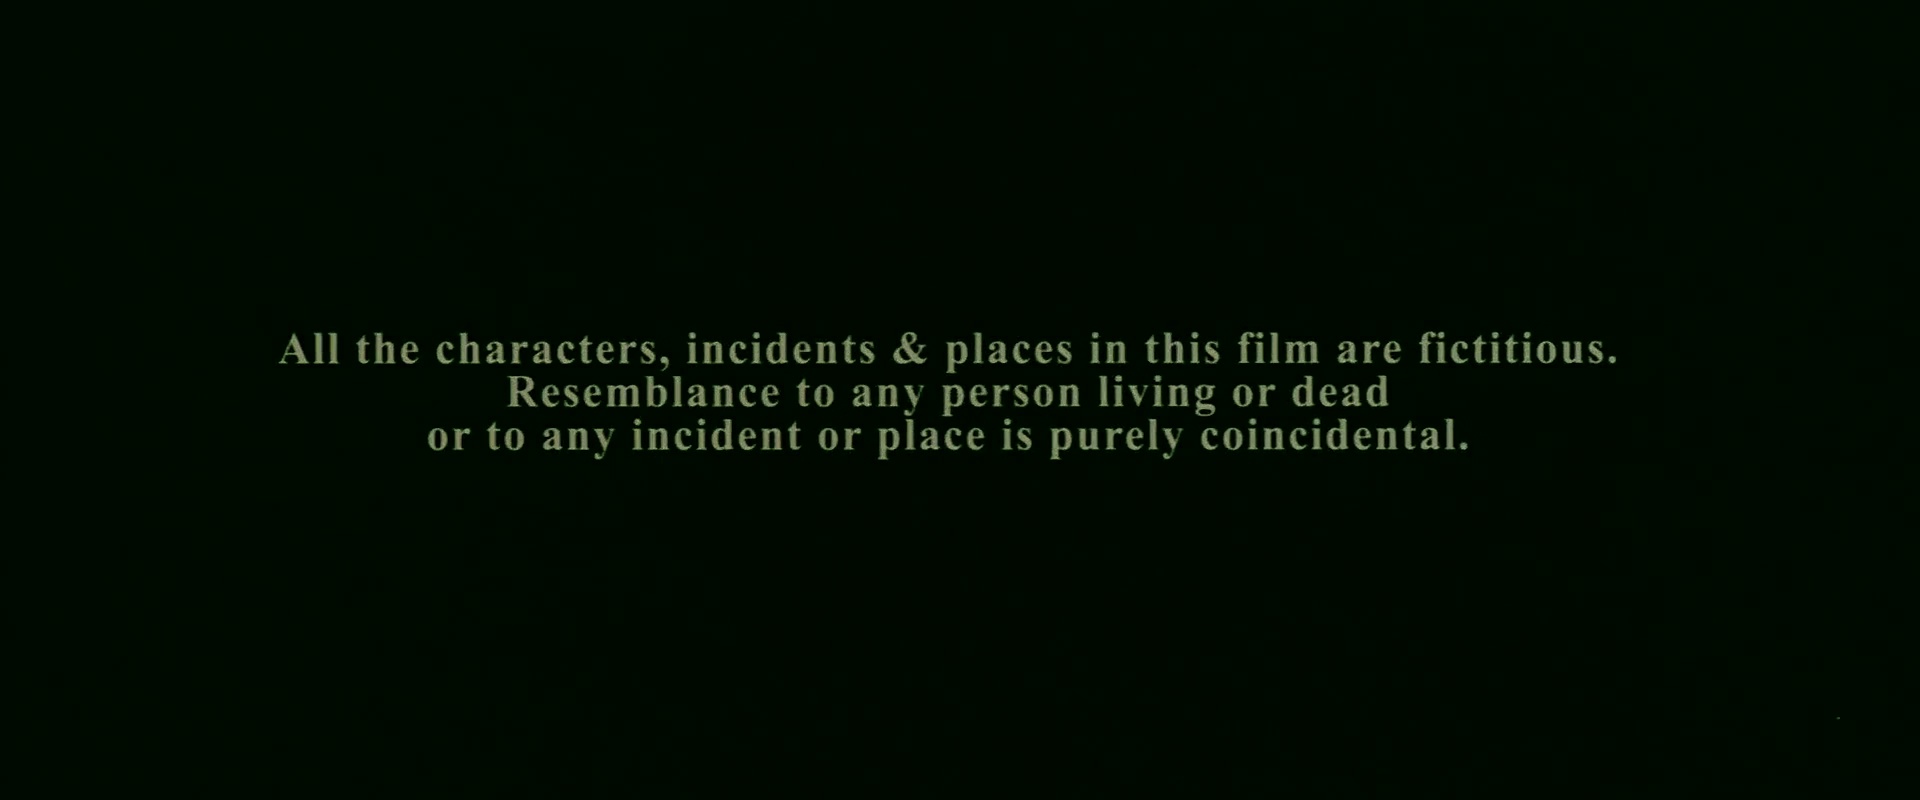 All the characters, incidents & places in this film are fictitious.
Resemblance to any person living or dead
or to any incident or place is purely coincidental.